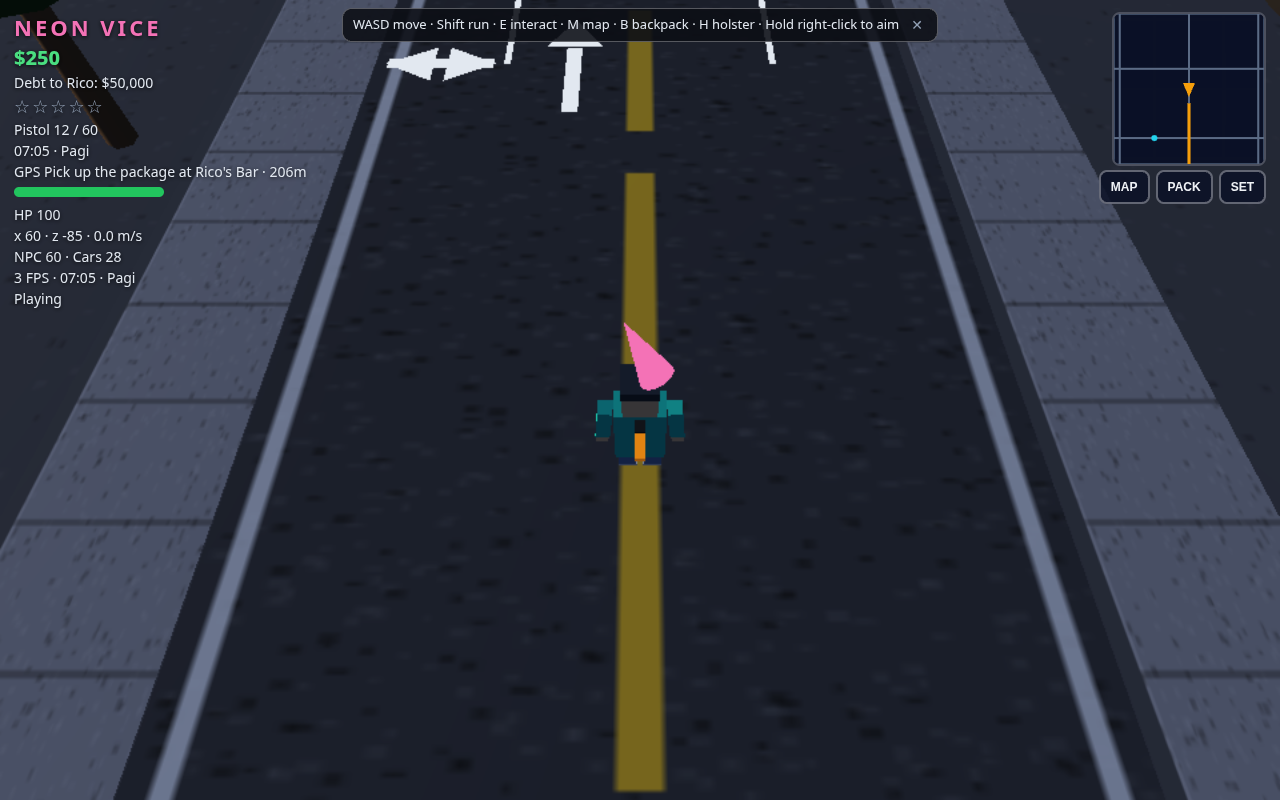 WASD move · Shift run · E interact · M map · B backpack · H holster · Hold right-click to aim ×
NEON VICE
$250
Debt to Rico: $50,000
☆☆☆☆☆
Pistol 12 / 60
07:05 · Pagi
GPS Pick up the package at Rico's Bar · 206m
HP 100
x 60 · z -85 · 0.0 m/s
NPC 60 · Cars 28
3 FPS · 07:05 · Pagi
Playing
MAP PACK SET